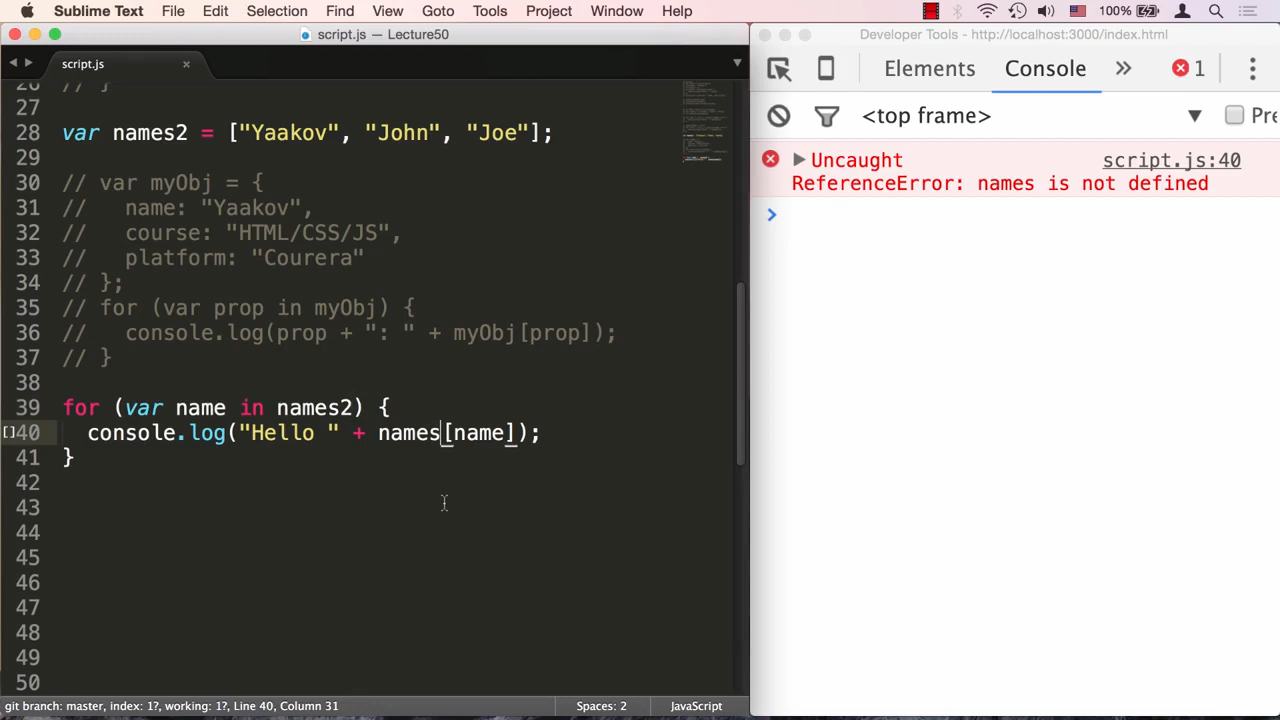 Sublime Text File Edit Selection Find View Goto Tools Project Window Help 100%
script.js — Lecture50
script.js ×
26 // }
27
28 var names2 = ["Yaakov", "John", "Joe"];
29
30 // var myObj = {
31 //   name: "Yaakov",
32 //   course: "HTML/CSS/JS",
33 //   platform: "Courera"
34 // };
35 // for (var prop in myObj) {
36 //   console.log(prop + ": " + myObj[prop]);
37 // }
38
39 for (var name in names2) {
40   console.log("Hello " + names[name]);
41 }
42
43
44
45
46
47
48
49
50
git branch: master, index: 1?, working: 1?, Line 40, Column 31 Spaces: 2 JavaScript
Developer Tools - http://localhost:3000/index.html
Elements Console » 1
<top frame> ▼ Pre
Uncaught script.js:40
ReferenceError: names is not defined